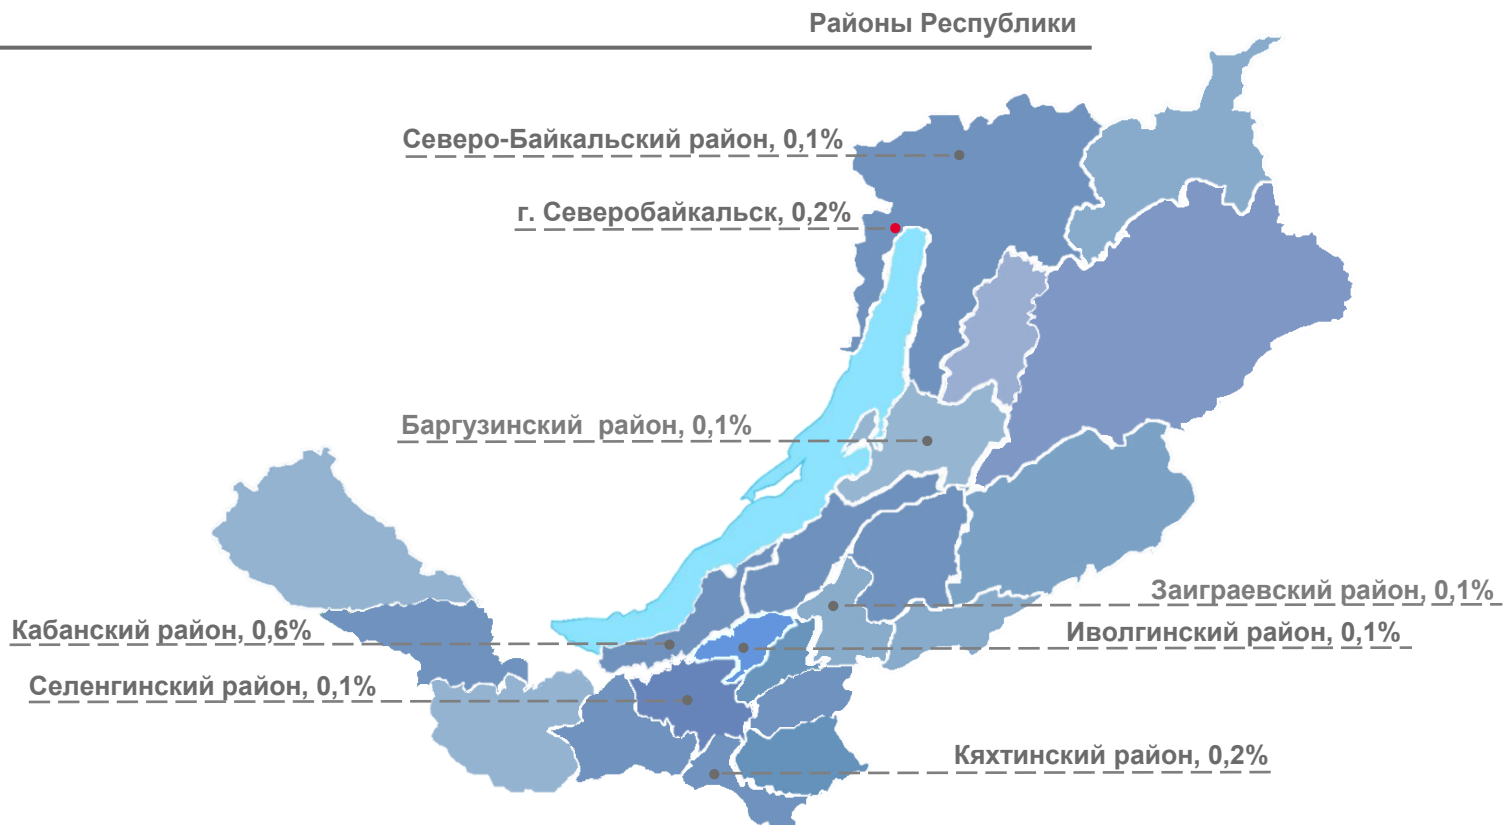 Районы Республики
Северо-Байкальский район, 0,1%
г. Северобайкальск, 0,2%
Баргузинский район, 0,1%
Заиграевский район, 0,1%
Кабанский район, 0,6%
Иволгинский район, 0,1%
Селенгинский район, 0,1%
Кяхтинский район, 0,2%